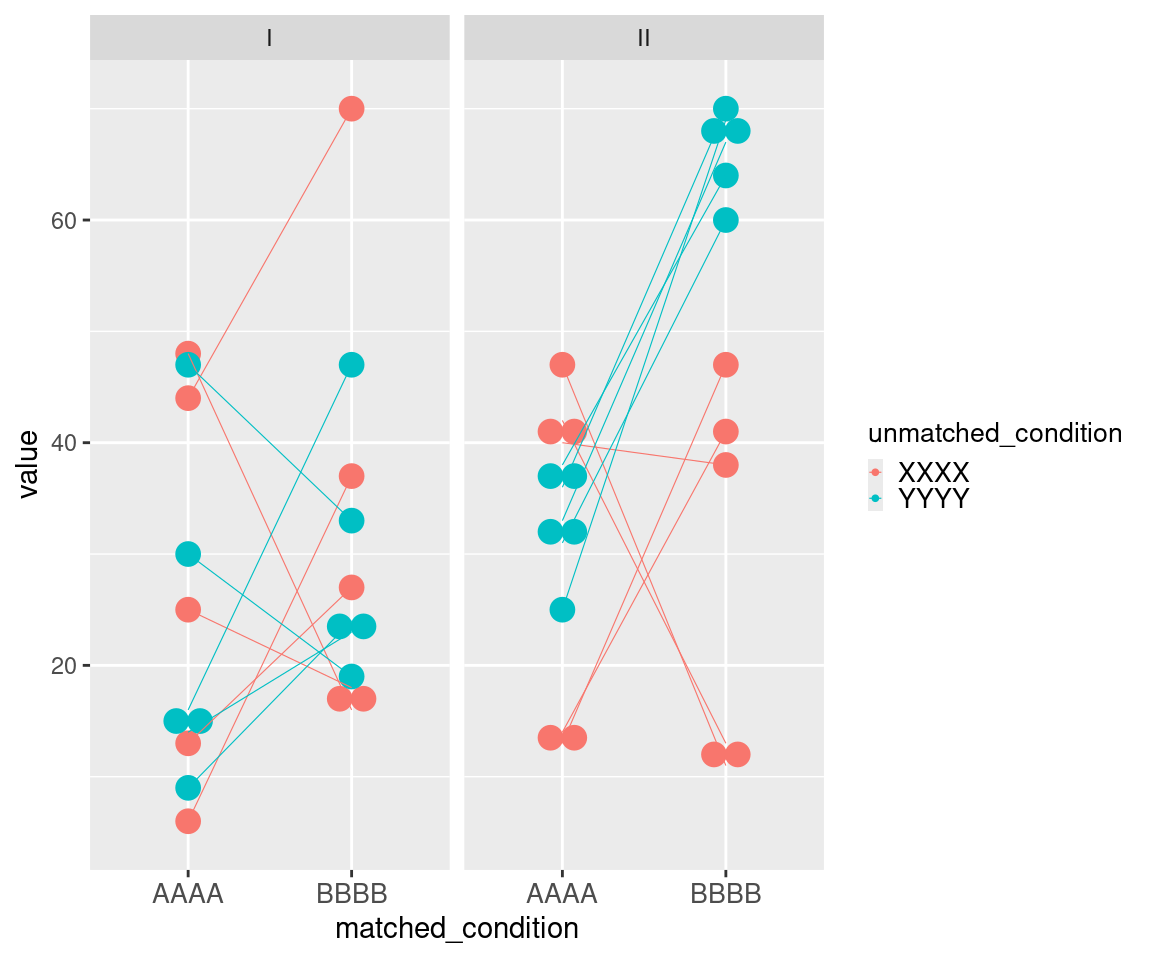 I II
60
40
20
value
AAAA BBBB AAAA BBBB
matched_condition
unmatched_condition
XXXX
YYYY